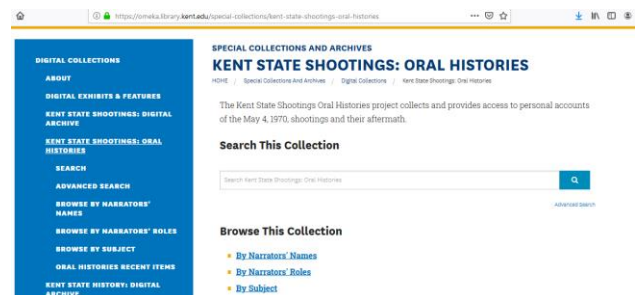 https://omeka.library.kent.edu/special-collections/kent-state-shootings-oral-histories
DIGITAL COLLECTIONS
ABOUT
DIGITAL EXHIBITS & FEATURES
KENT STATE SHOOTINGS: DIGITAL
ARCHIVE
KENT STATE SHOOTINGS: ORAL
HISTORIES
SEARCH
ADVANCED SEARCH
BROWSE BY NARRATORS'
NAMES
BROWSE BY NARRATORS' ROLES
BROWSE BY SUBJECT
ORAL HISTORIES RECENT ITEMS
KENT STATE HISTORY: DIGITAL
ARCHIVE
SPECIAL COLLECTIONS AND ARCHIVES
KENT STATE SHOOTINGS: ORAL HISTORIES
HOME / Special Collections And Archives / Digital Collections / Kent State Shootings: Oral Histories
The Kent State Shootings Oral Histories project collects and provides access to personal accounts
of the May 4, 1970, shootings and their aftermath.
Search This Collection
Search Kent State Shootings: Oral Histories
Advanced Search
Browse This Collection
By Narrators' Names
By Narrators' Roles
By Subject